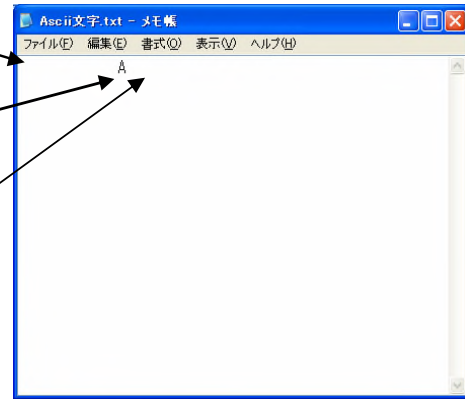 Ascii文字.txt - メモ帳
ファイル(F) 編集(E) 書式(O) 表示(V) ヘルプ(H)
A